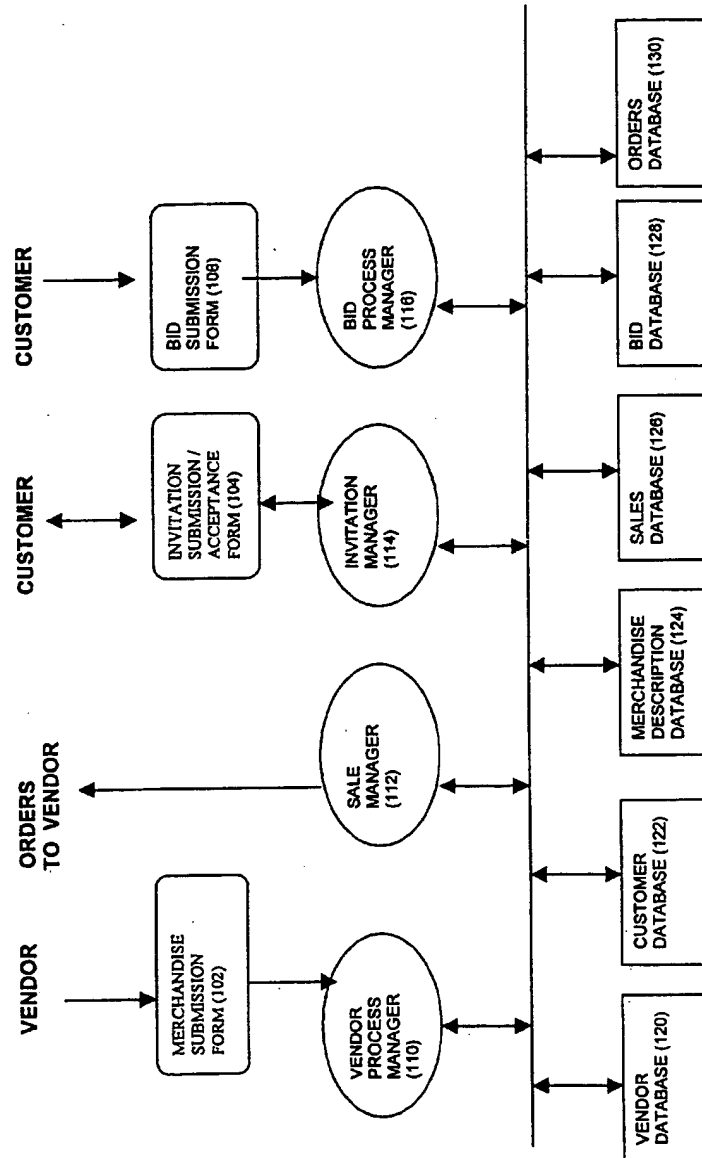 VENDOR
ORDERS
TO VENDOR
CUSTOMER
CUSTOMER
MERCHANDISE
SUBMISSION
FORM (102)
INVITATION
SUBMISSION /
ACCEPTANCE
FORM (104)
BID
SUBMISSION
FORM (108)
VENDOR
PROCESS
MANAGER
(110)
SALE
MANAGER
(112)
INVITATION
MANAGER
(114)
BID
PROCESS
MANAGER
(116)
VENDOR
DATABASE (120)
CUSTOMER
DATABASE (122)
MERCHANDISE
DESCRIPTION
DATABASE (124)
SALES
DATABASE (126)
BID
DATABASE (128)
ORDERS
DATABASE (130)